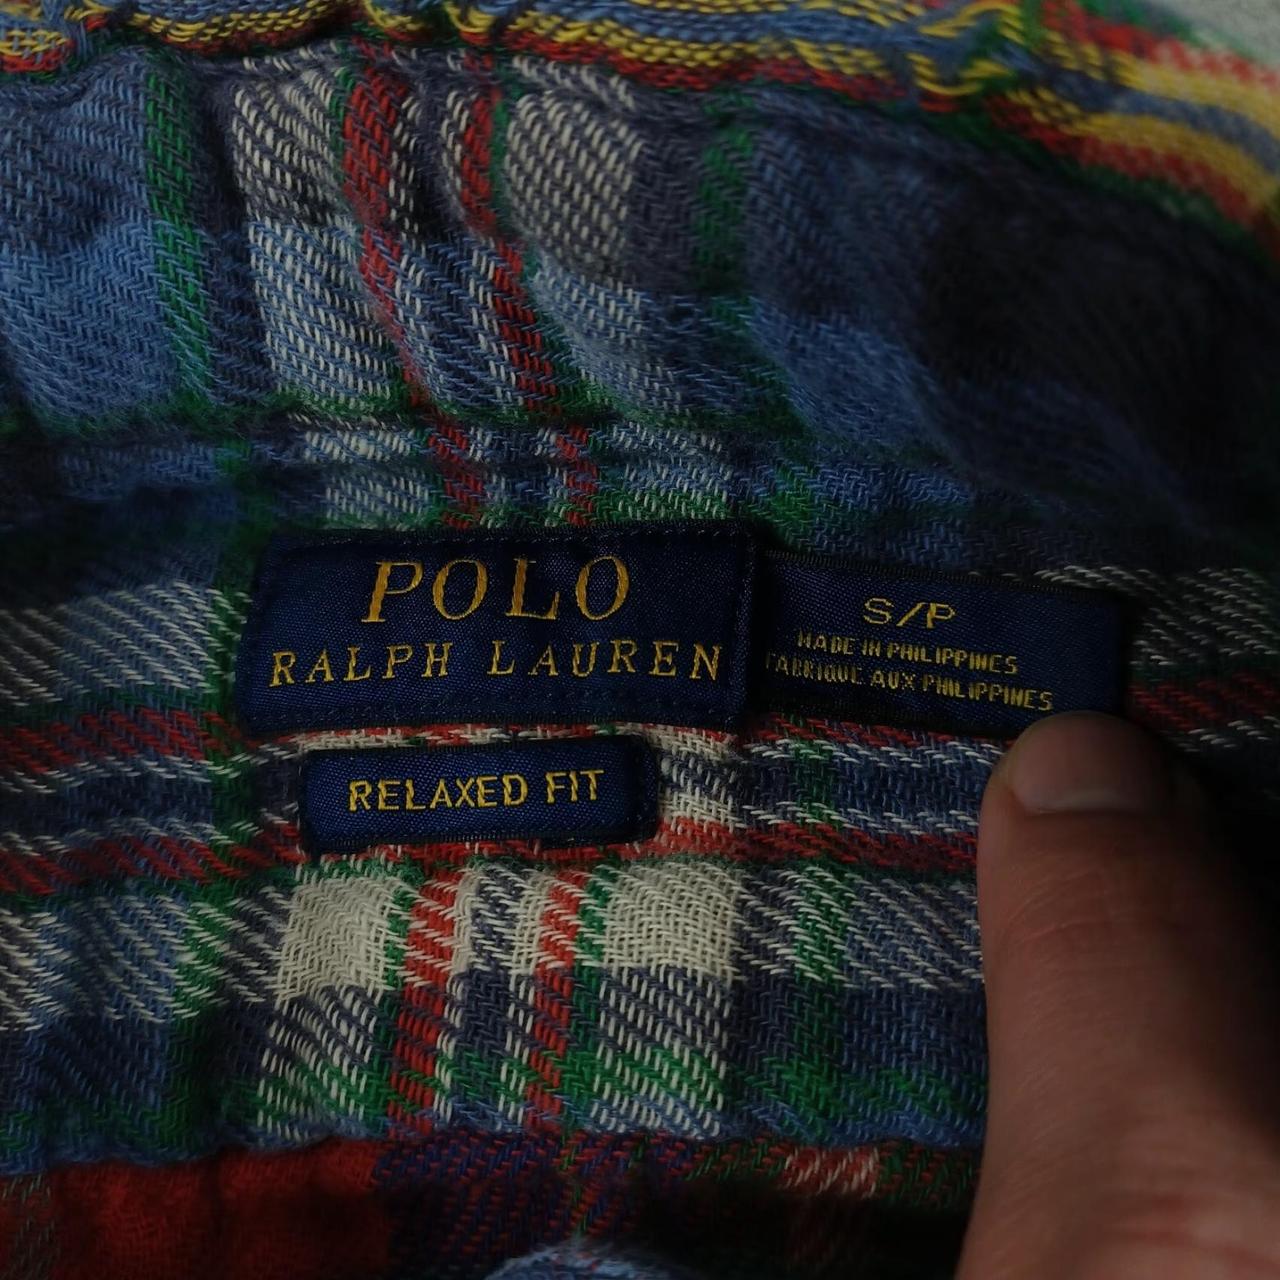 POLO
RALPH LAUREN
S/P
MADE IN PHILIPPINES
FABRIQUE AUX PHILIPPINES
RELAXED FIT